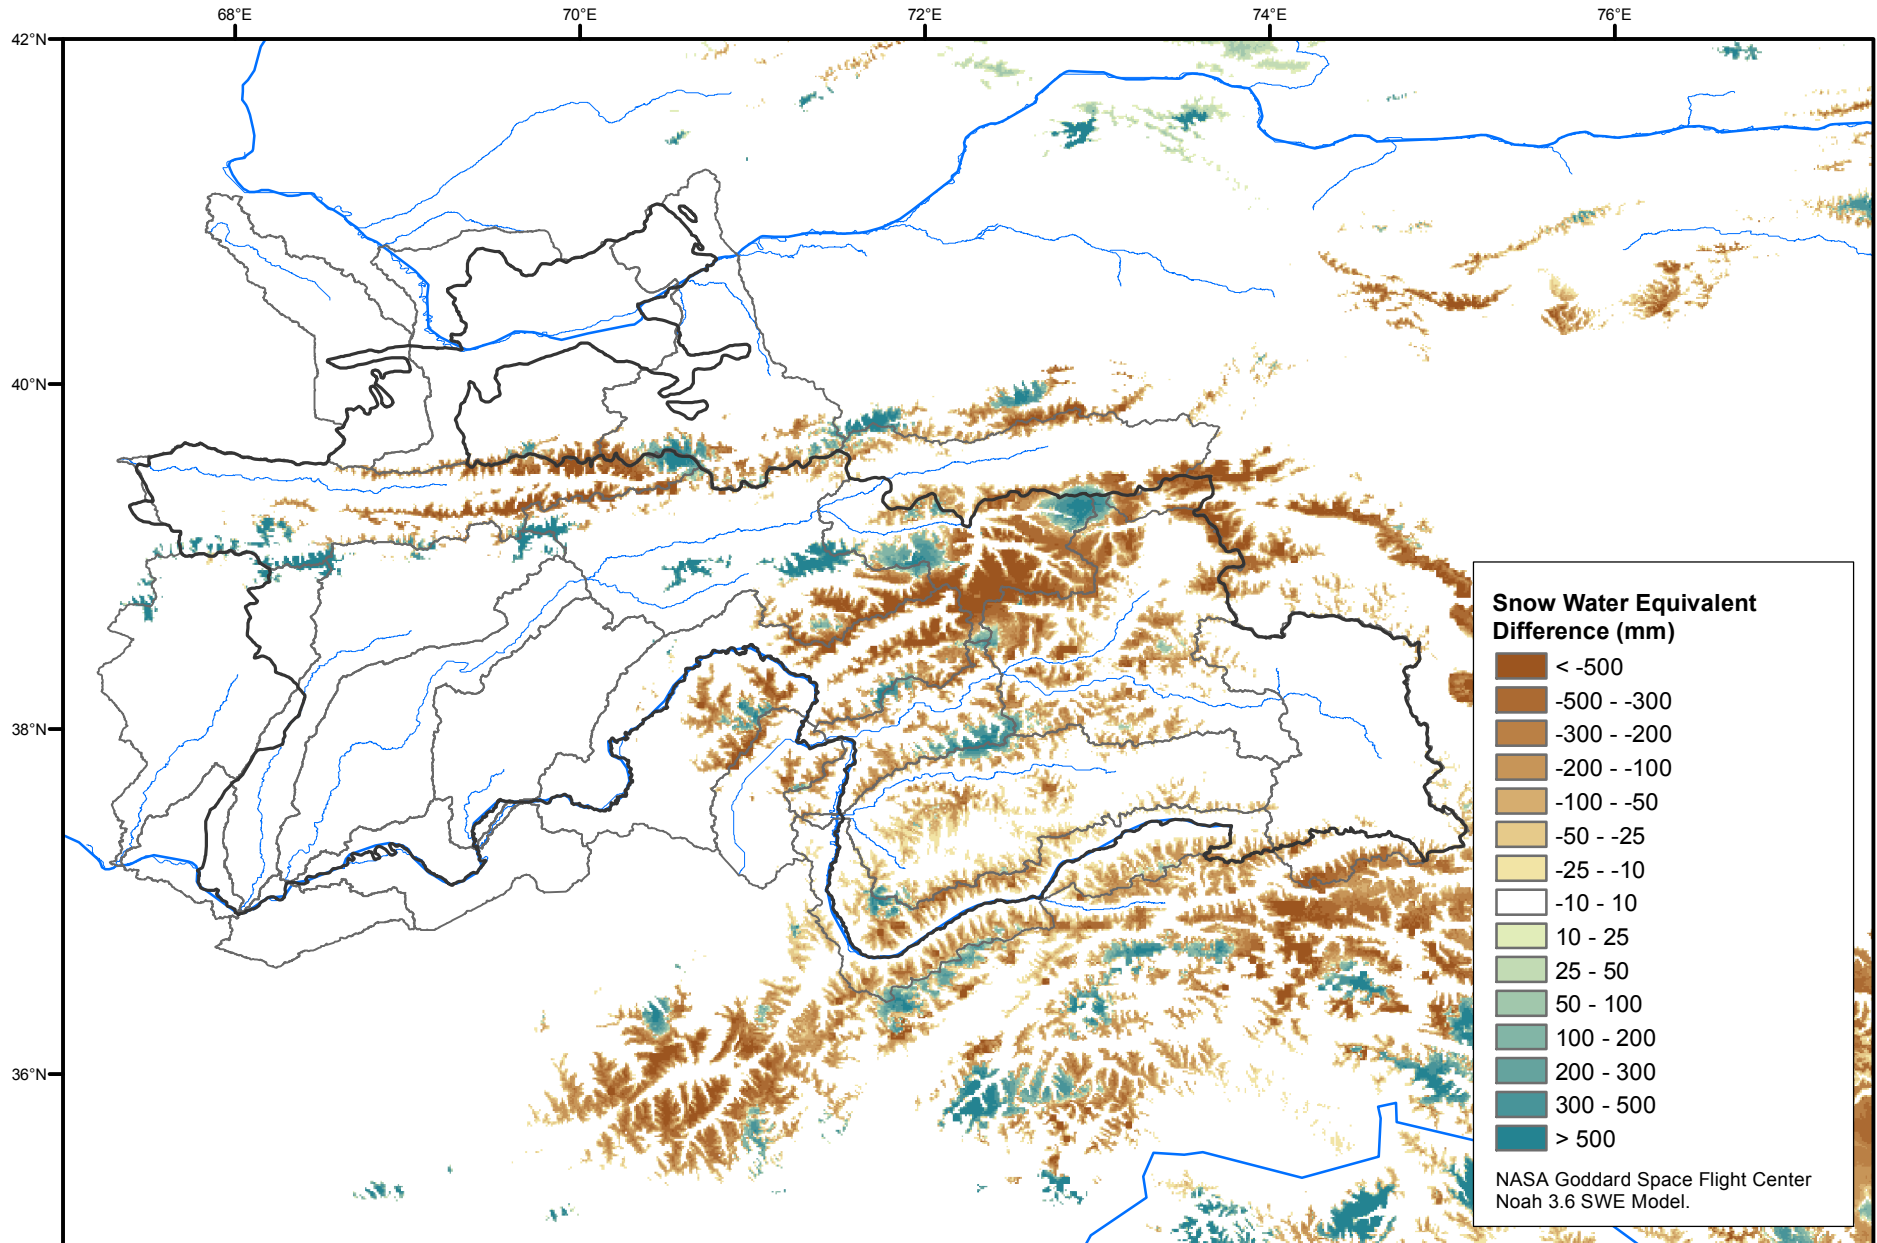 68°E
70°E
72°E
74°E
76°E
42°N
40°N
38°N
36°N
Snow Water Equivalent
Difference (mm)
< -500
-500 - -300
-300 - -200
-200 - -100
-100 - -50
-50 - -25
-25 - -10
-10 - 10
10 - 25
25 - 50
50 - 100
100 - 200
200 - 300
300 - 500
> 500
NASA Goddard Space Flight Center
Noah 3.6 SWE Model.